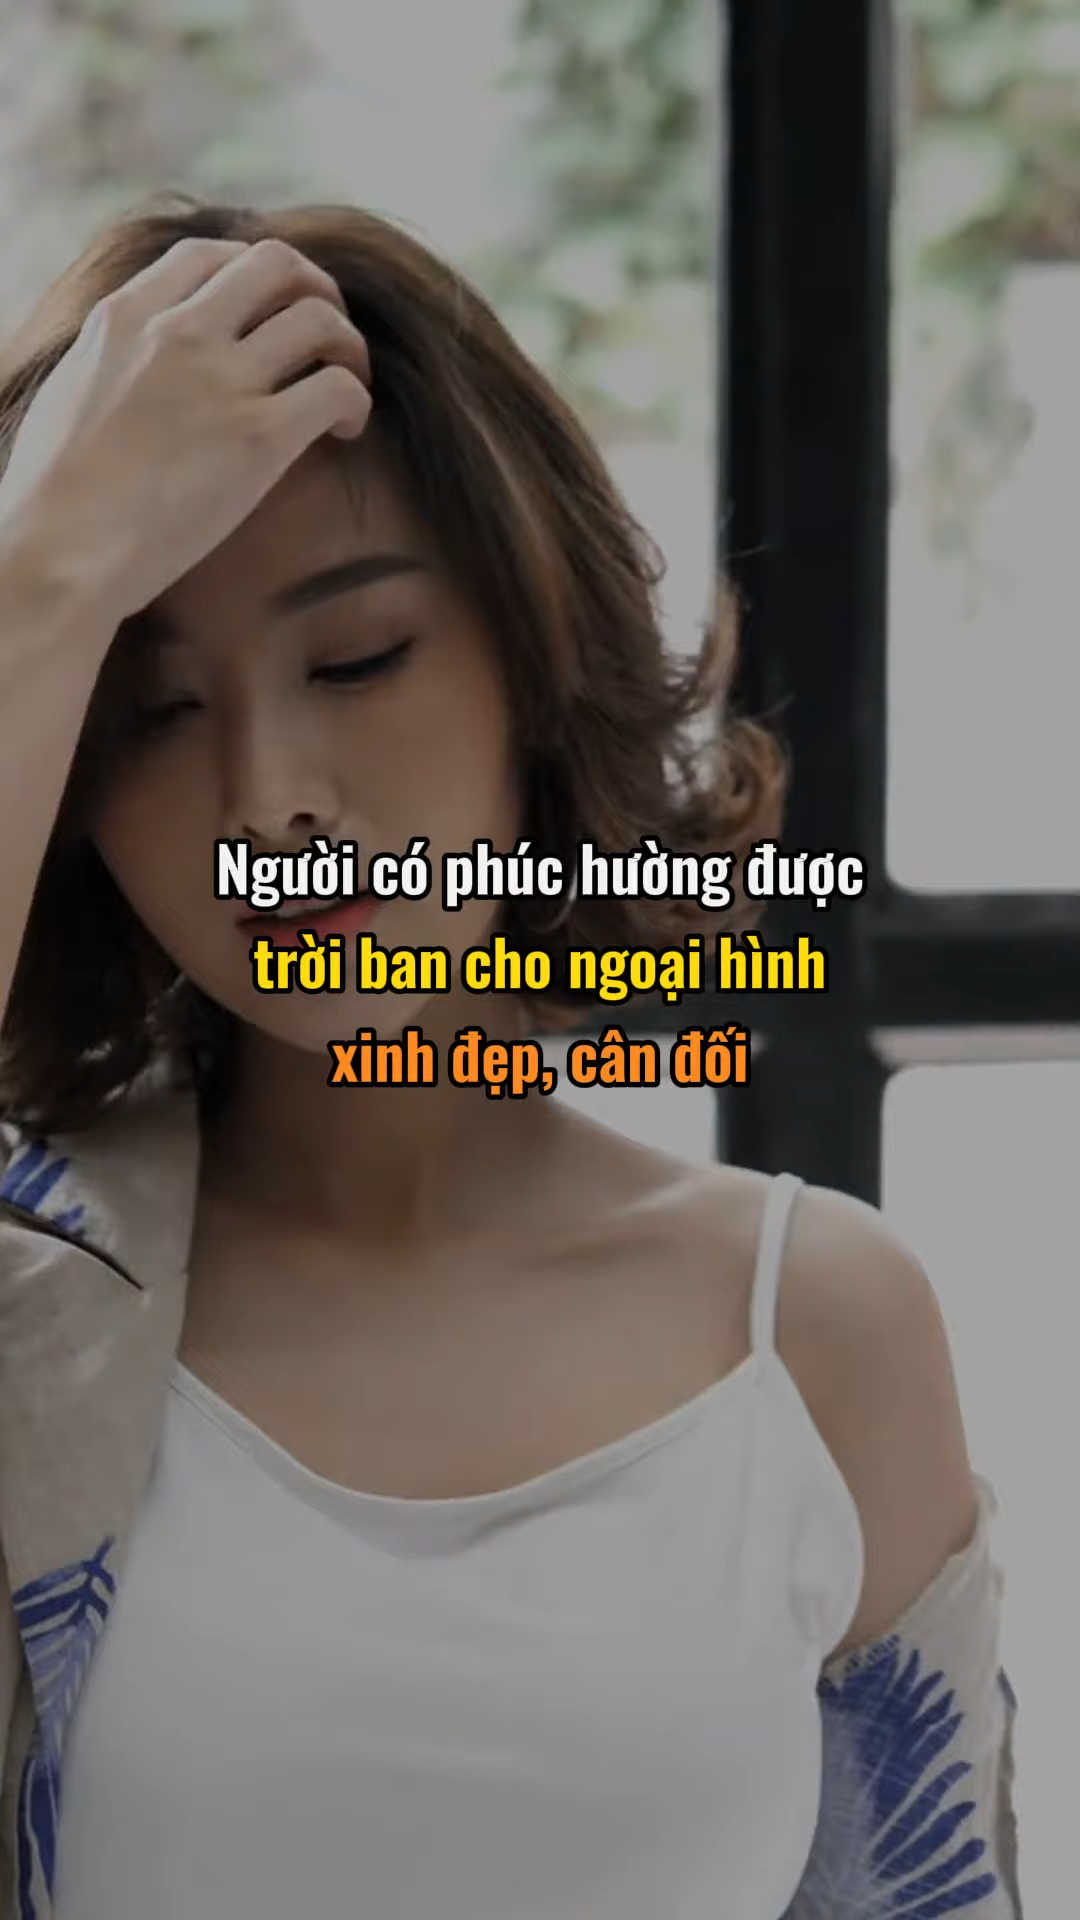 Người có phúc hường được
trời ban cho ngoại hình
xinh đẹp, cân đối